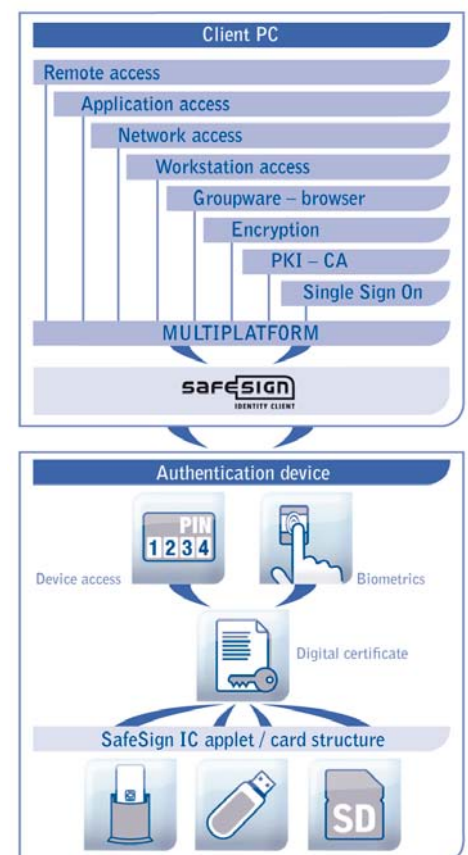 Client PC
Remote access
Application access
Network access
Workstation access
Groupware – browser
Encryption
PKI – CA
Single Sign On
MULTIPLATFORM
safesign
IDENTITY CLIENT
Authentication device
PIN
1234
Device access
Biometrics
Digital certificate
SafeSign IC applet / card structure
SD